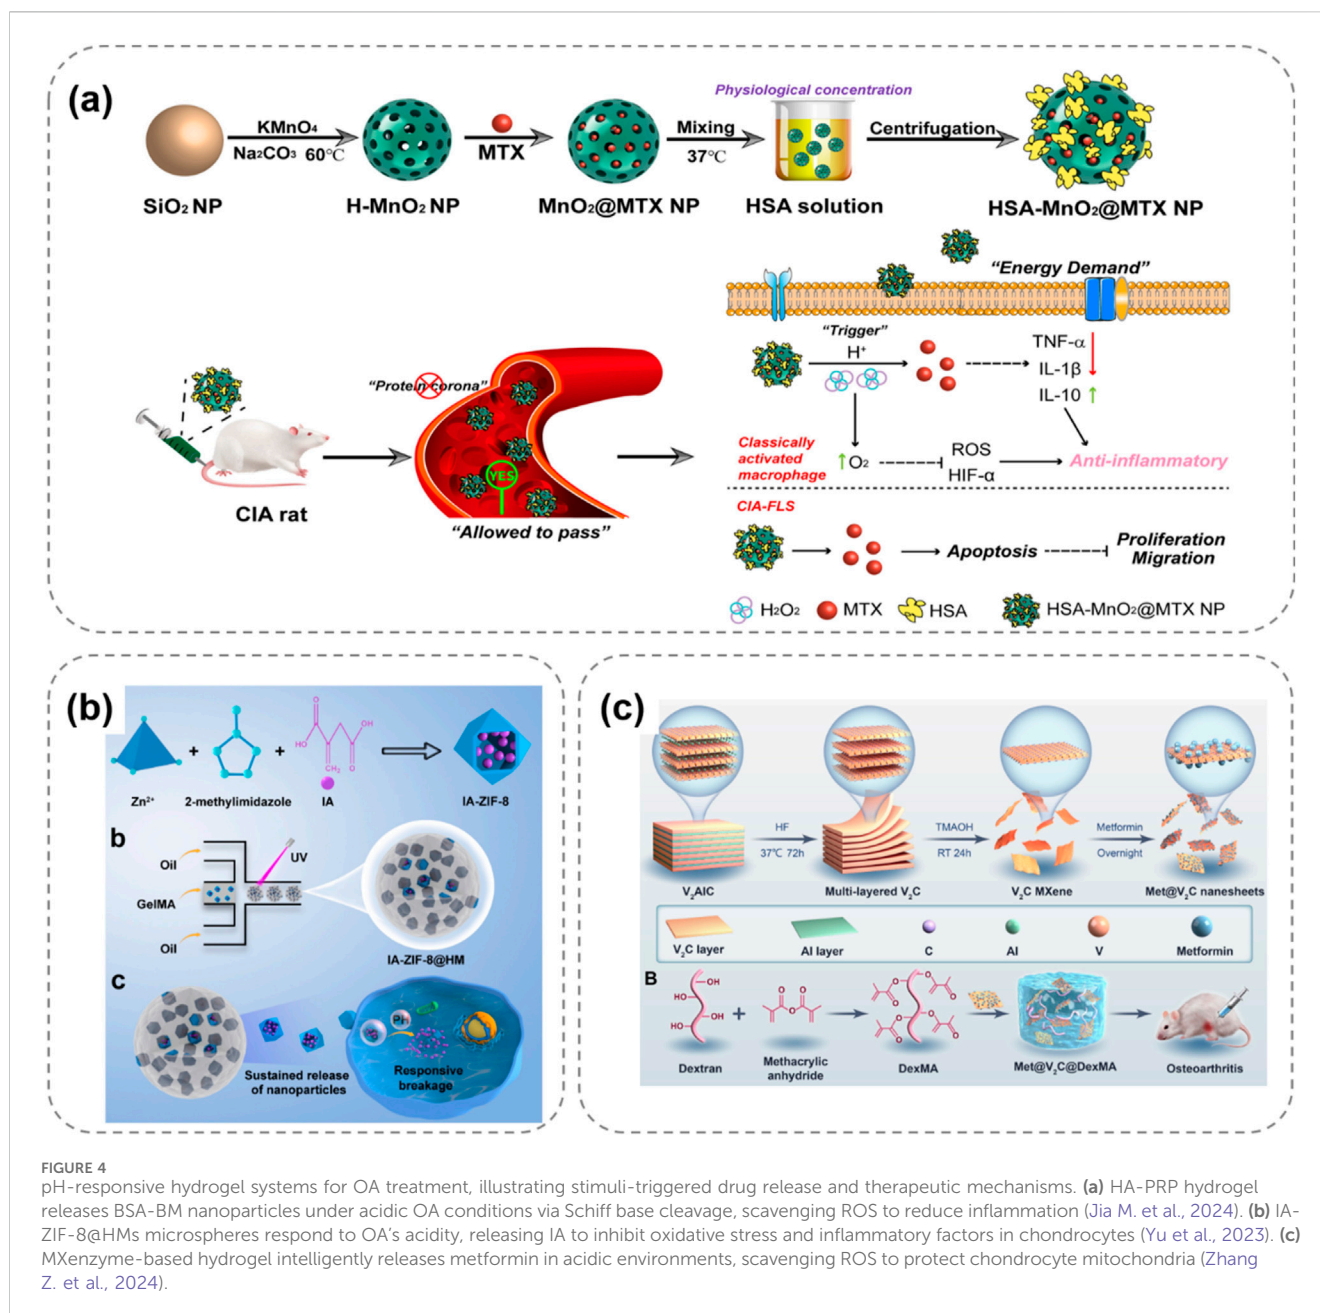 (a)
Physiological concentration
KMnO₄
Na₂CO₃ 60℃
MTX
Mixing
37℃
Centrifugation
SiO₂ NP
H-MnO₂ NP
MnO₂@MTX NP
HSA solution
HSA-MnO₂@MTX NP
“Protein corona”
YES
CIA rat
“Allowed to pass”
“Energy Demand”
“Trigger”
H⁺
TNF-α
IL-1β
IL-10
Classically
activated
macrophage
O₂
ROS
HIF-α
Anti-inflammatory
CIA-FLS
Apoptosis
Proliferation
Migration
H₂O₂
MTX
HSA
HSA-MnO₂@MTX NP
(b)
+
+
HO
O
OH
CH₂
O
Zn²⁺
2-methylimidazole
IA
IA-ZIF-8
b
Oil
GelMA
Oil
UV
IA-ZIF-8@HM
c
Sustained release
of nanoparticles
PH
Responsive
breakage
(c)
HF
37℃ 72h
TMAOH
RT 24h
Metformin
Overnight
V₂AlC
Multi-layered V₂C
V₂C MXene
Met@V₂C nanesheets
V₂C layer
Al layer
C
Al
V
Metformin
B
OH
HO
OH
HO
+
O
O
O
O
O
O
O
O
O
O
O
Dextran
Methacrylic
anhydride
DexMA
Met@V₂C@DexMA
Osteoarthritis
FIGURE 4
pH-responsive hydrogel systems for OA treatment, illustrating stimuli-triggered drug release and therapeutic mechanisms. (a) HA-PRP hydrogel
releases BSA-BM nanoparticles under acidic OA conditions via Schiff base cleavage, scavenging ROS to reduce inflammation (Jia M. et al., 2024). (b) IA-
ZIF-8@HMs microspheres respond to OA’s acidity, releasing IA to inhibit oxidative stress and inflammatory factors in chondrocytes (Yu et al., 2023). (c)
MXenzyme-based hydrogel intelligently releases metformin in acidic environments, scavenging ROS to protect chondrocyte mitochondria (Zhang
Z. et al., 2024).